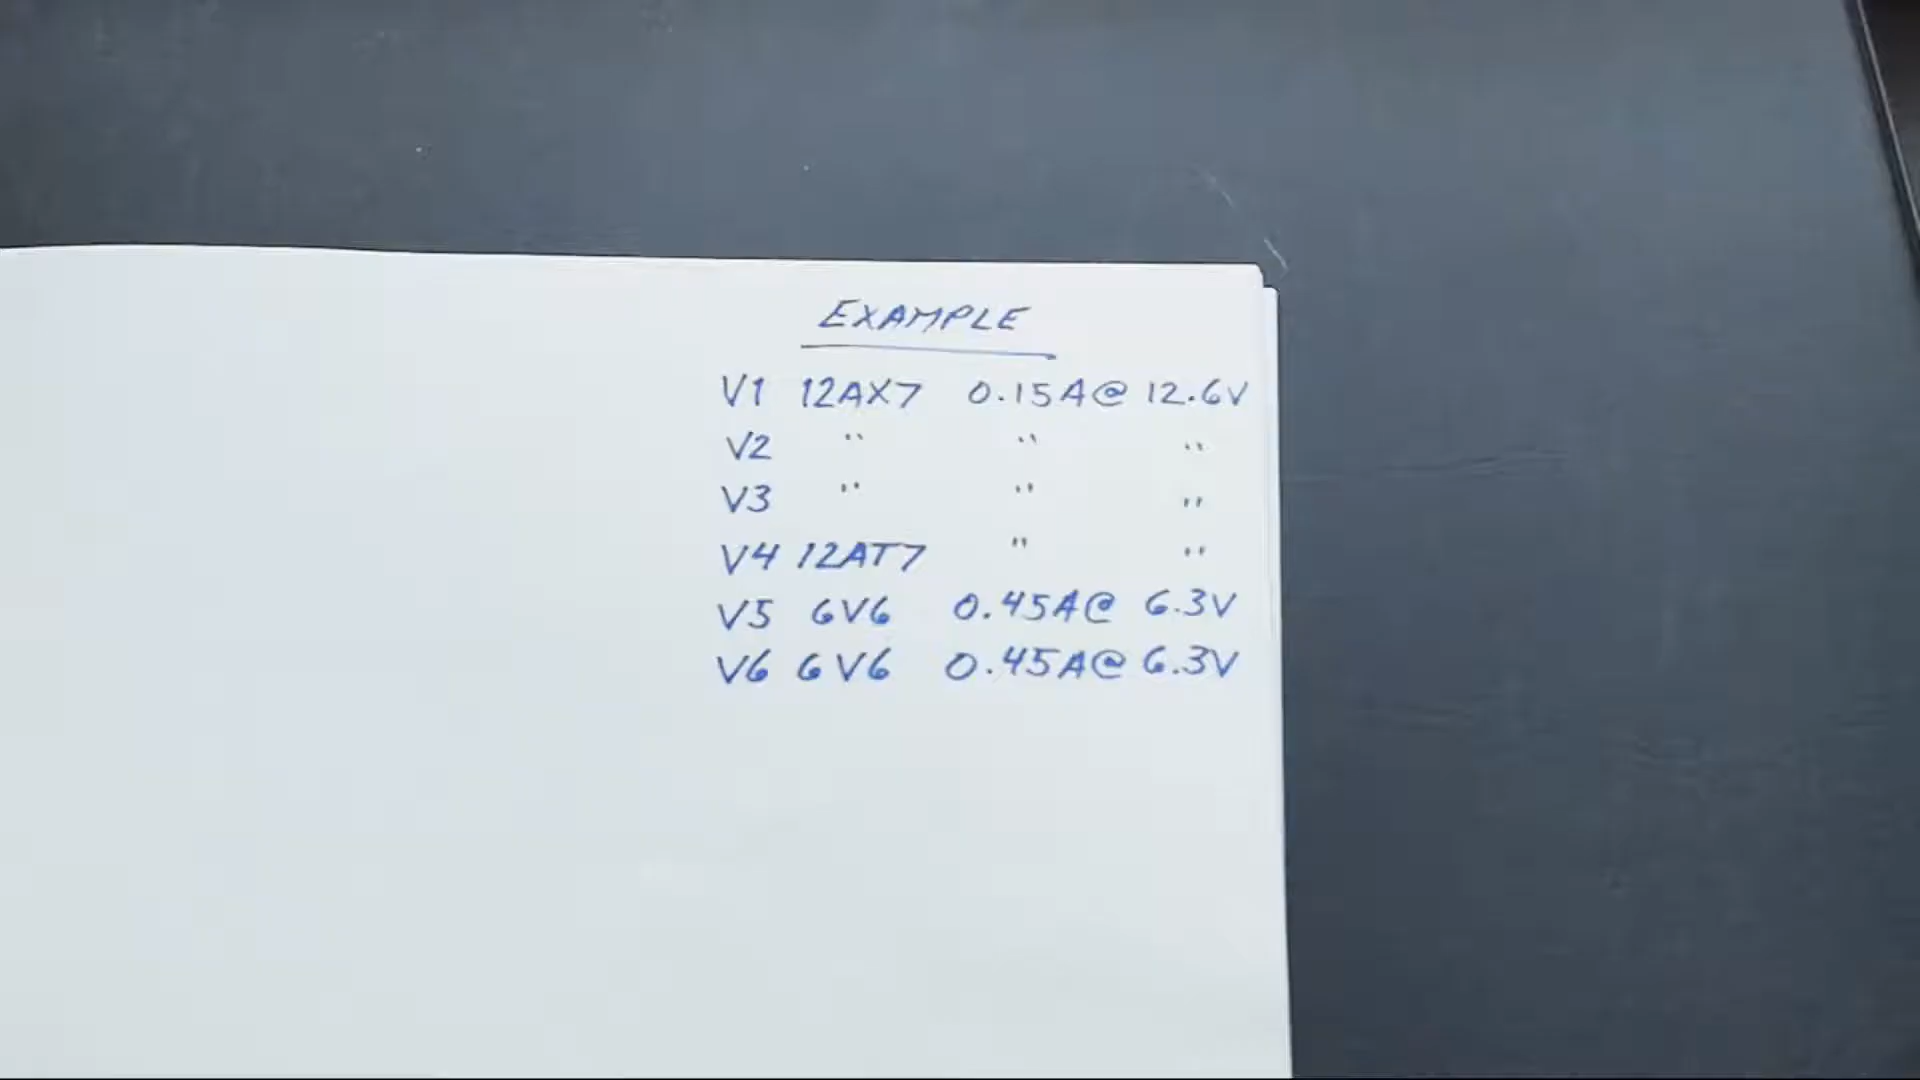 EXAMPLE
V1 12AX7 0.15A@ 12.6V
V2 " " "
V3 " " "
V4 12AT7 " "
V5 6V6 0.45A@ 6.3V
V6 6V6 0.45A@ 6.3V